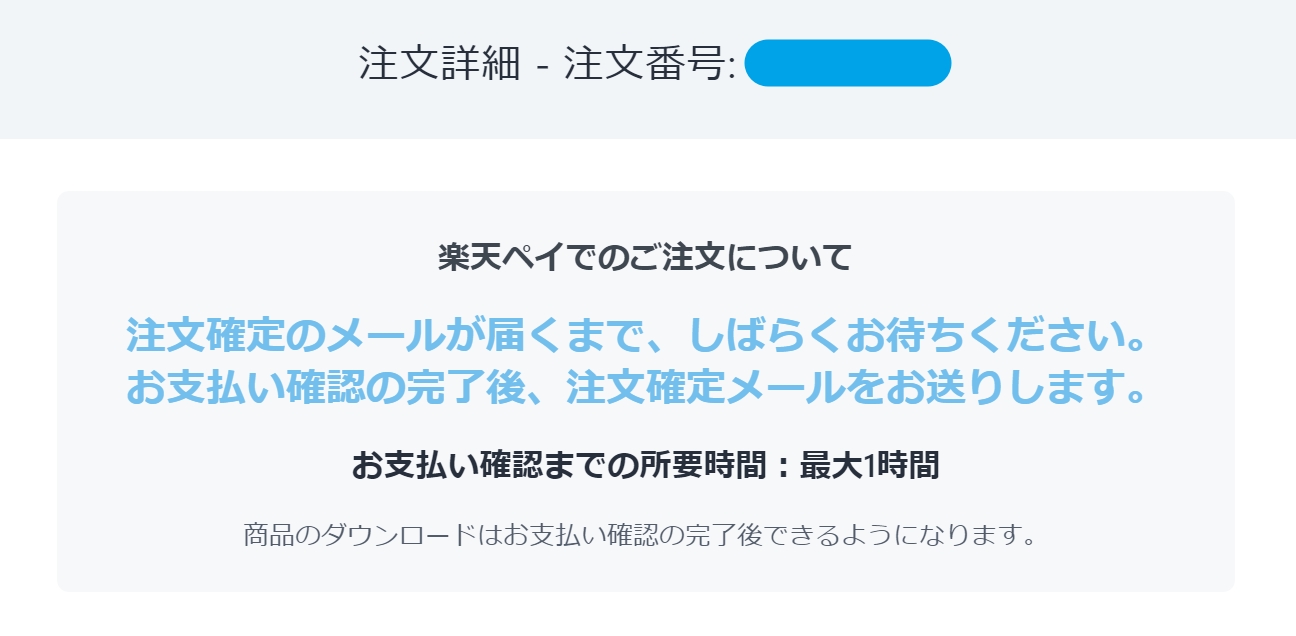 注文詳細 - 注文番号:
楽天ペイでのご注文について
注文確定のメールが届くまで、しばらくお待ちください。
お支払い確認の完了後、注文確定メールをお送りします。
お支払い確認までの所要時間：最大1時間
商品のダウンロードはお支払い確認の完了後できるようになります。